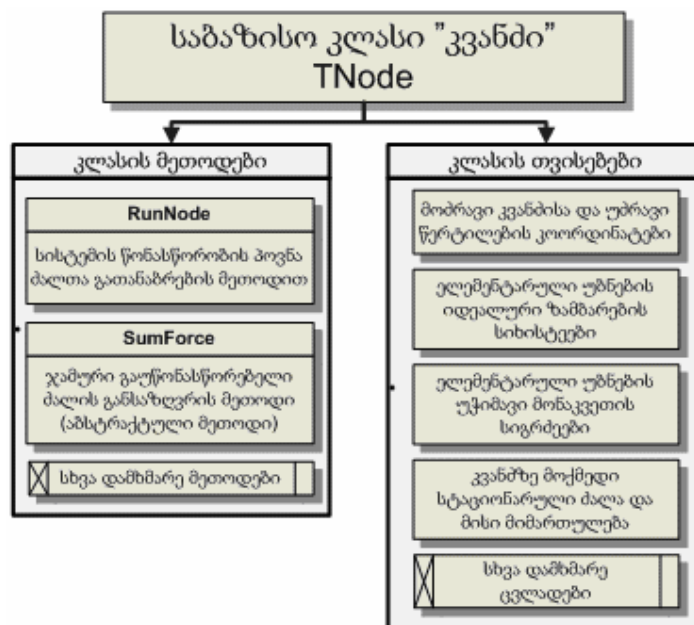 საბაზისო კლასი "კვანძი"
TNode
კლასის მეთოდები
RunNode
სისტემის წონასწორობის პოვნა
ძალთა გათანაბრების მეთოდით
SumForce
ჯამური გაუწონასწორებელი
ძალის განსაზღვრის მეთოდი
(აბსტრაქტული მეთოდი)
სხვა დამხმარე მეთოდები
კლასის თვისებები
მოძრავი კვანძისა და უძრავი
წერტილების კოორდინატები
ელემენტარული უბნების
იდეალური ზამბარების
სიხისტეები
ელემენტარული უბნების
უჭიმავი მონაკვეთის
სიგრძეები
კვანძზე მოქმედი
სტაციონარული ძალა და
მისი მიმართულება
სხვა დამხმარე
ცვლადები